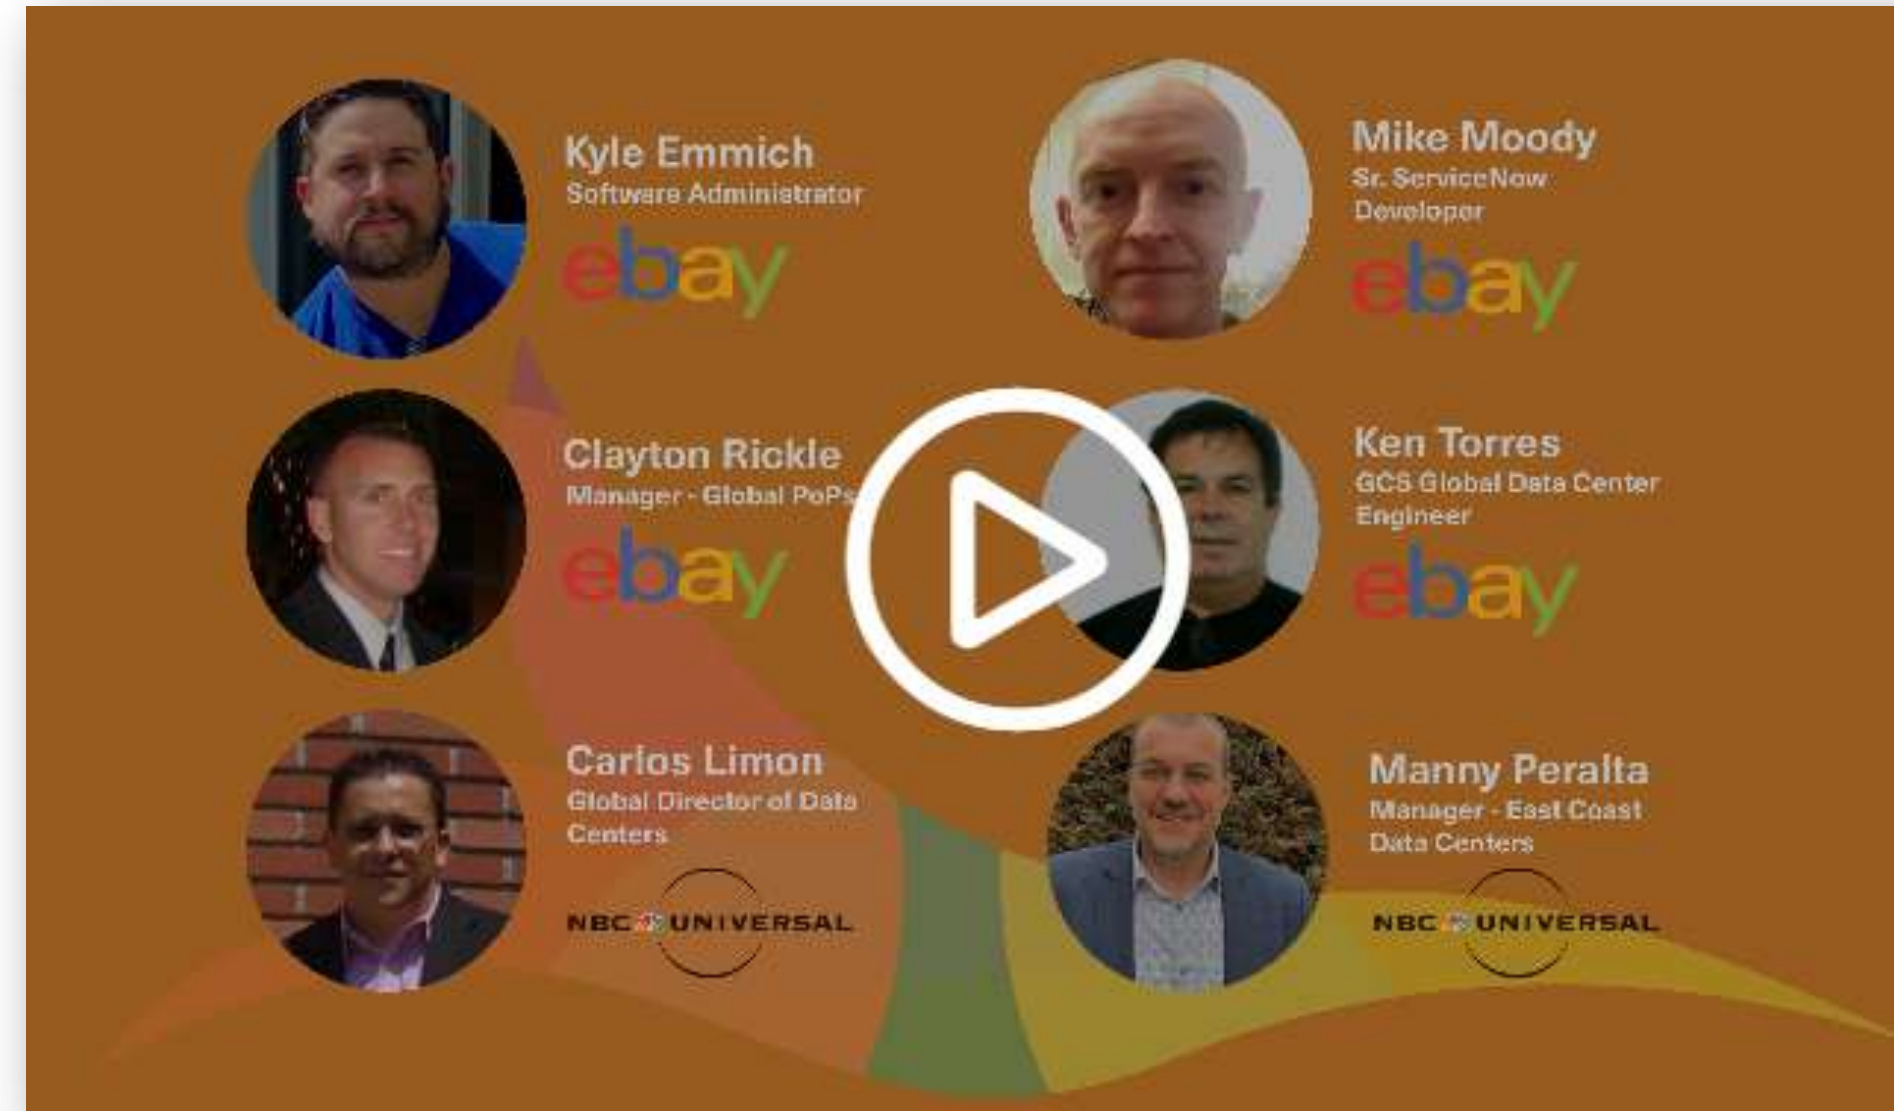 Kyle Emmich
Software Administrator
ebay
Mike Moody
Sr. ServiceNow
Developer
ebay
Clayton Rickle
Manager - Global PoPs
ebay
Ken Torres
GCS Global Data Center
Engineer
ebay
Carlos Limon
Global Director of Data
Centers
NBC UNIVERSAL
Manny Peralta
Manager - East Coast
Data Centers
NBC UNIVERSAL